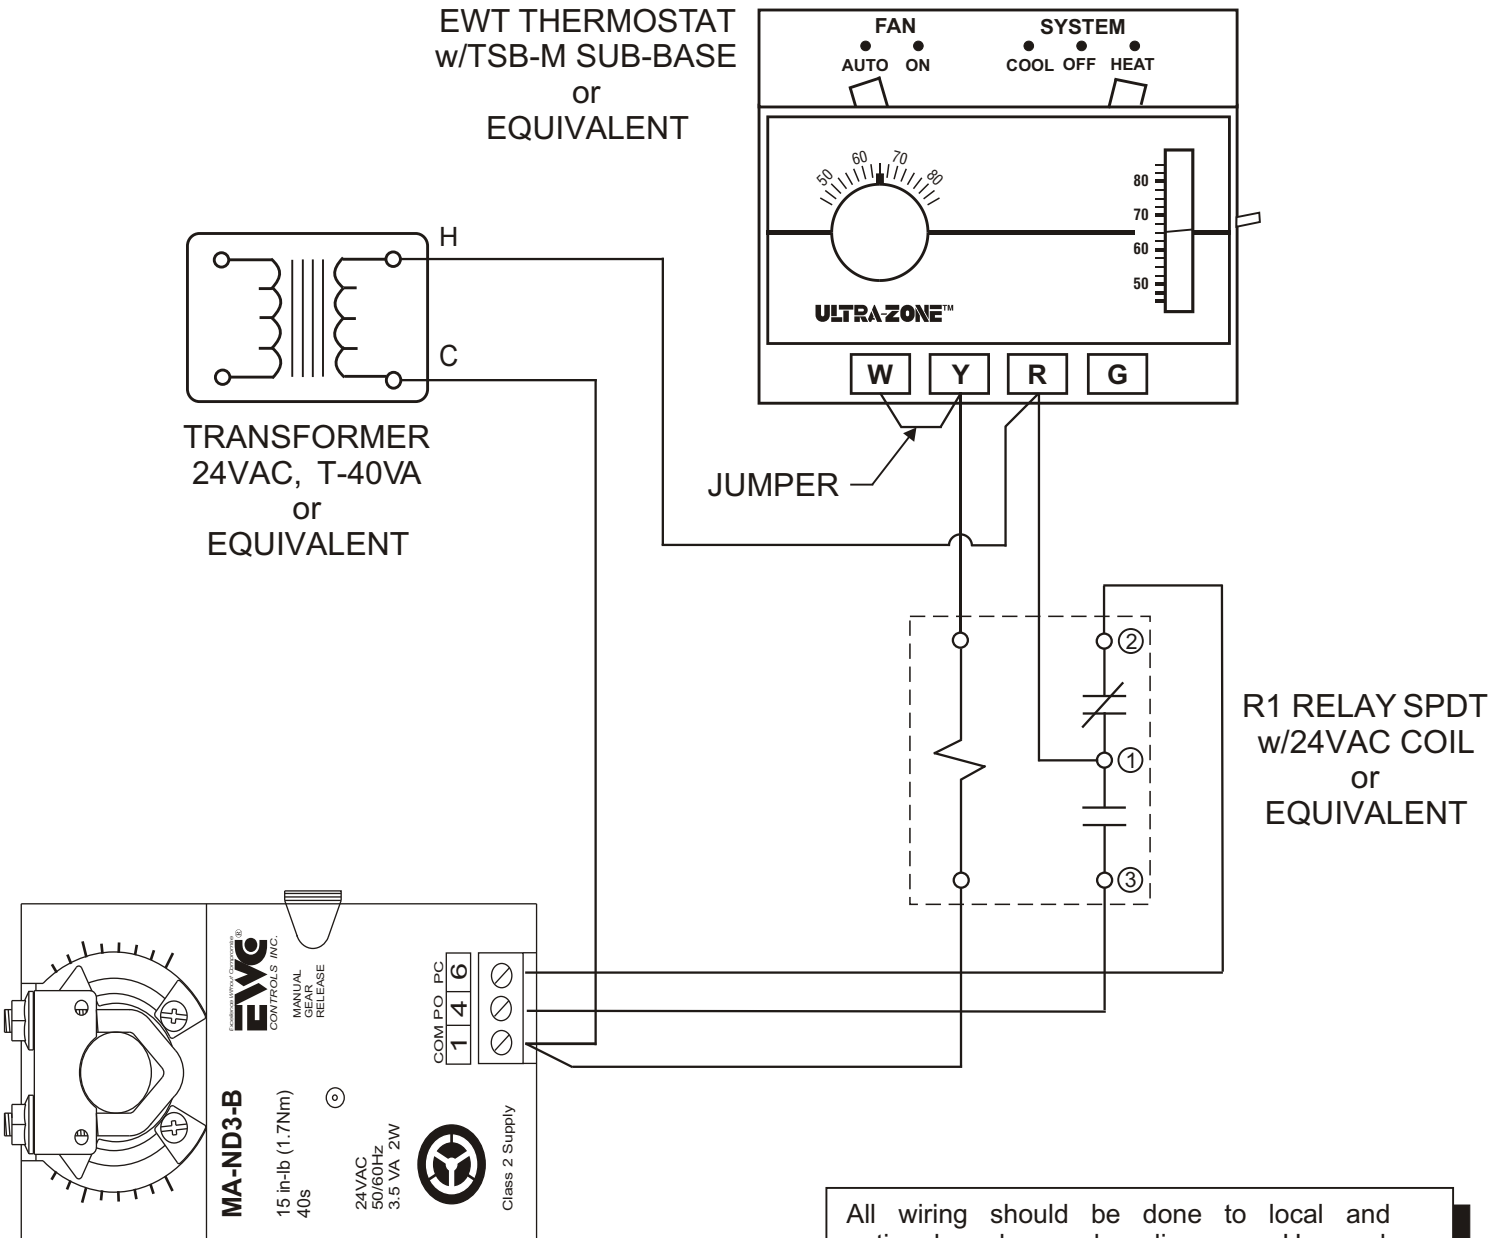 EWT THERMOSTAT
w/TSB-M SUB-BASE
or
EQUIVALENT
FAN
AUTO ON
SYSTEM
COOL OFF HEAT
50 60 70 80
80
70
60
50
ULTRA-ZONE™
W Y R G
JUMPER
H
C
TRANSFORMER
24VAC, T-40VA
or
EQUIVALENT
2
1
3
R1 RELAY SPDT
w/24VAC COIL
or
EQUIVALENT
Excellence Without Compromise
EWC®
CONTROLS INC.
MANUAL
GEAR
RELEASE
COM PO PC
1 4 6
MA-ND3-B
15 in-lb (1.7Nm)
40s
24VAC
50/60Hz
3.5 VA 2W
Class 2 Supply
All wiring should be done to local and